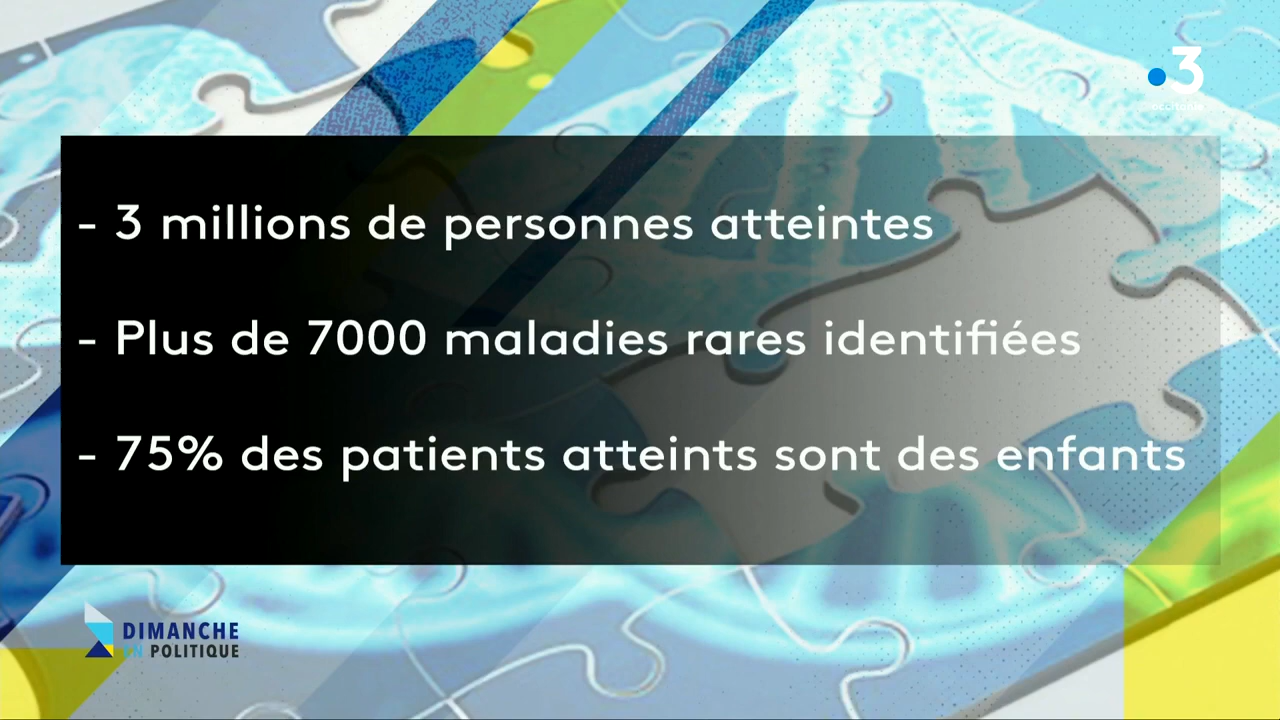 3
occitanie
- 3 millions de personnes atteintes
- Plus de 7000 maladies rares identifiées
- 75% des patients atteints sont des enfants
DIMANCHE
EN POLITIQUE